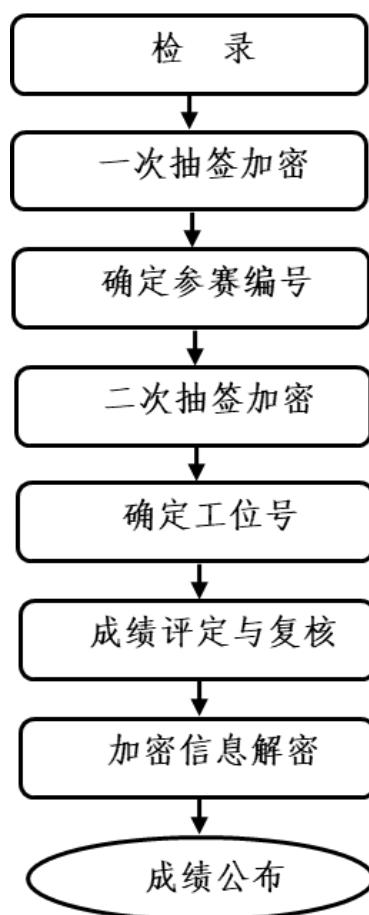 检 录
一次抽签加密
确定参赛编号
二次抽签加密
确定工位号
成绩评定与复核
加密信息解密
成绩公布